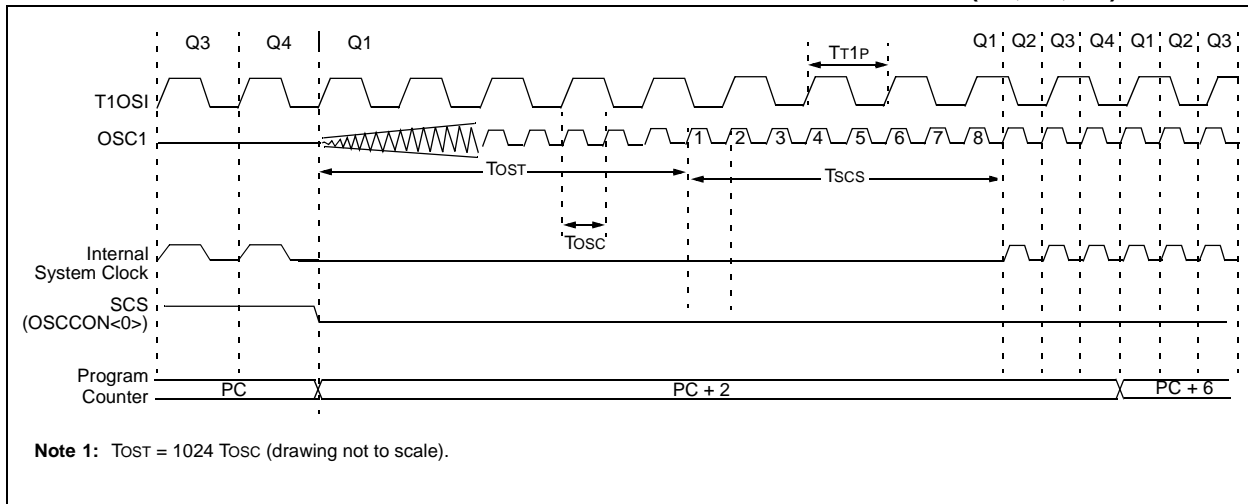 Q3 Q4 Q1 Q1 Q2 Q3 Q4 Q1 Q2 Q3
TT1P
T1OSI
OSC1
1 2 3 4 5 6 7 8
TOST
TSCS
TOSC
Internal
System Clock
SCS
(OSCCON<0>)
Program
Counter
PC PC + 2 PC + 6
Note 1: TOST = 1024 TOSC (drawing not to scale).